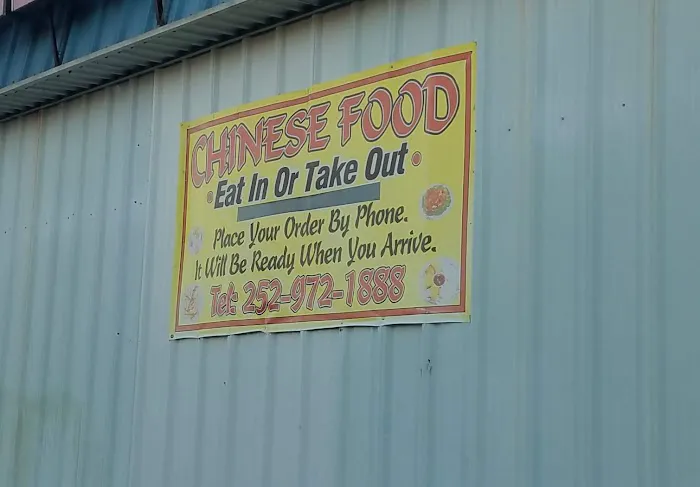 CHINESE FOOD
Eat In Or Take Out
Place Your Order By Phone.
It Will Be Ready When You Arrive.
Tel: 252-972-1888